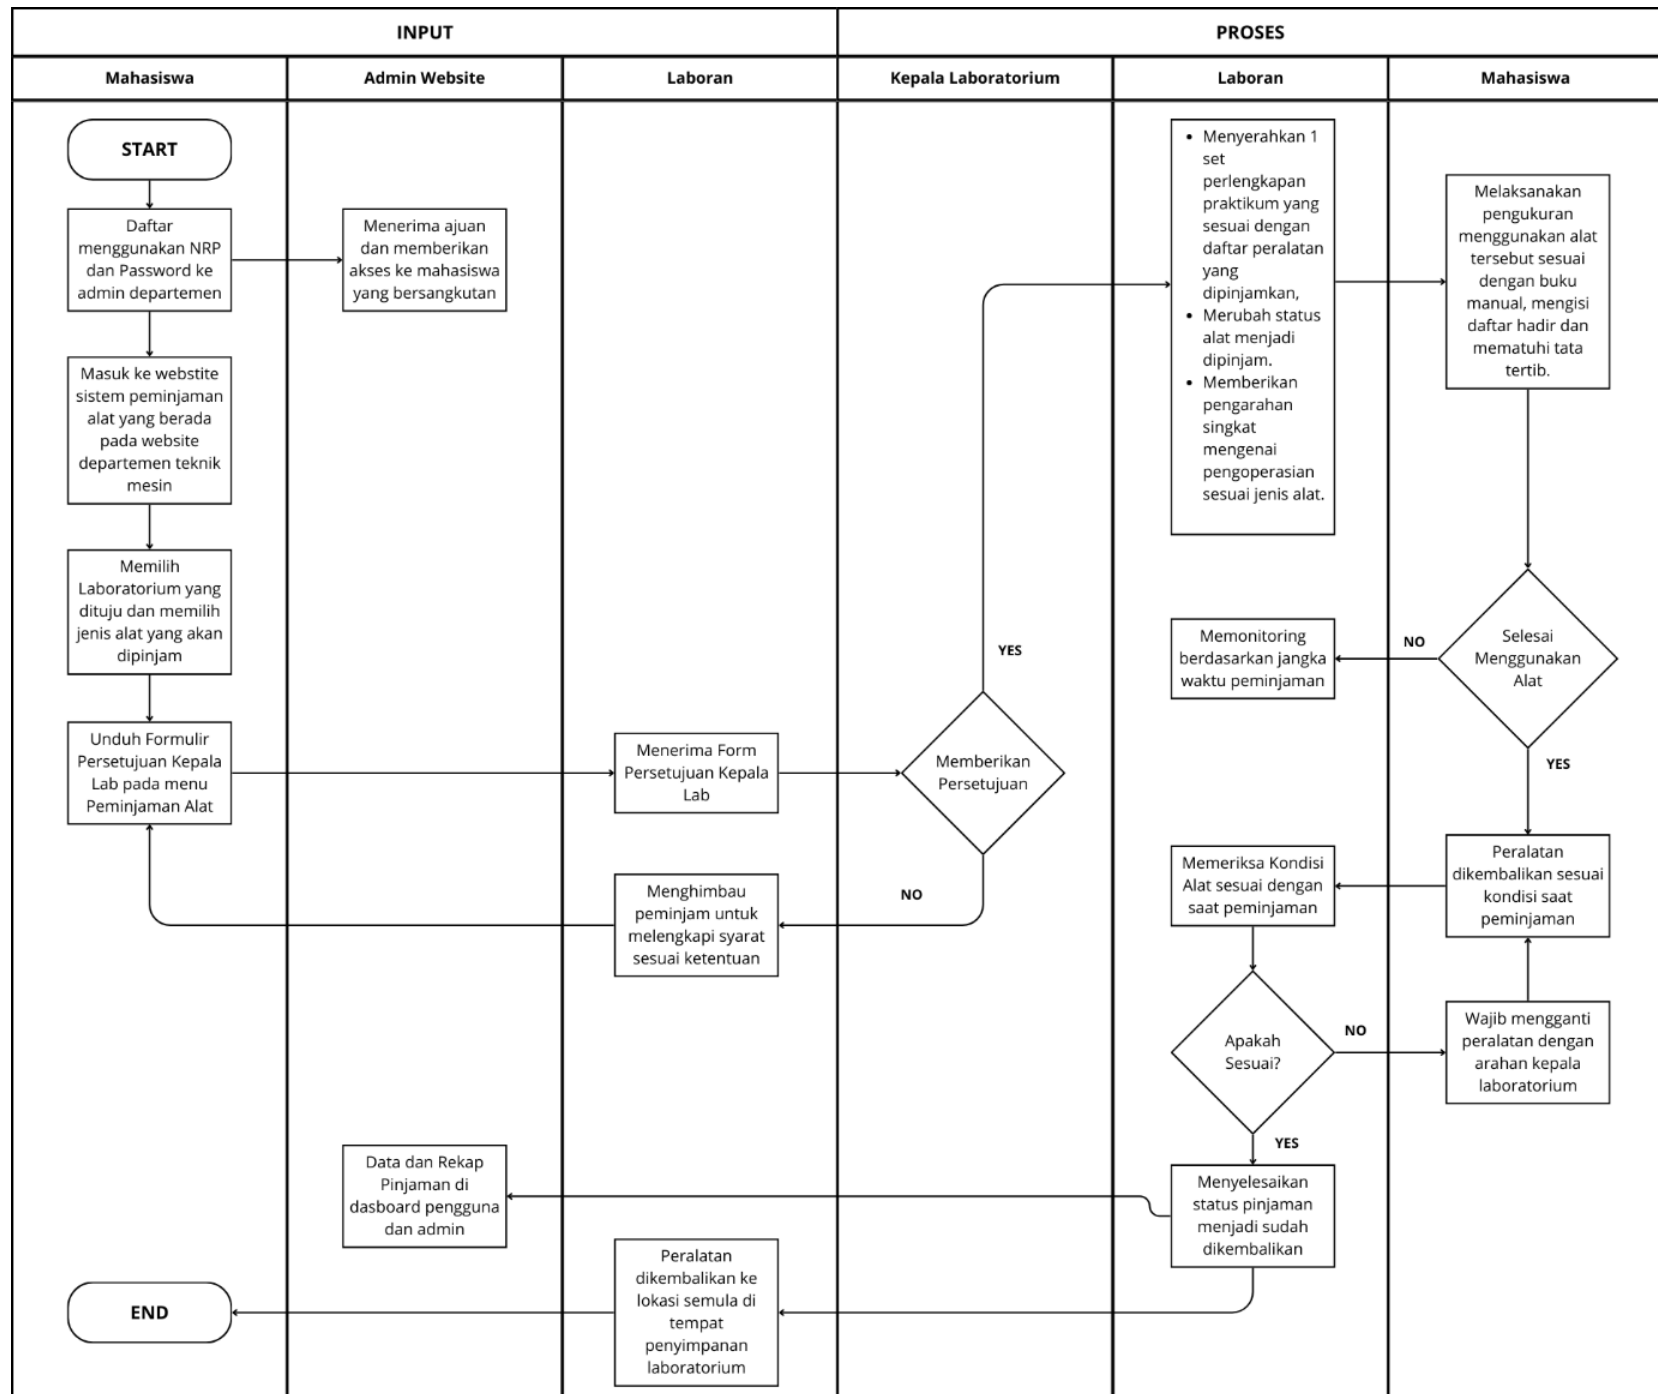 INPUT
PROSES
Mahasiswa
Admin Website
Laboran
Kepala Laboratorium
Laboran
Mahasiswa
START
Daftar
menggunakan NRP
dan Password ke
admin departemen
Menerima ajuan
dan memberikan
akses ke mahasiswa
yang bersangkutan
Masuk ke webstite
sistem peminjaman
alat yang berada
pada website
departemen teknik
mesin
Memilih
Laboratorium yang
dituju dan memilih
jenis alat yang akan
dipinjam
Unduh Formulir
Persetujuan Kepala
Lab pada menu
Peminjaman Alat
Menerima Form
Persetujuan Kepala
Lab
Memberikan
Persetujuan
YES
NO
Menghimbau
peminjam untuk
melengkapi syarat
sesuai ketentuan
• Menyerahkan 1
set
perlengkapan
praktikum yang
sesuai dengan
daftar peralatan
yang
dipinjamkan,
• Merubah status
alat menjadi
dipinjam.
• Memberikan
pengarahan
singkat
mengenai
pengoperasian
sesuai jenis alat.
Melaksanakan
pengukuran
menggunakan alat
tersebut sesuai
dengan buku
manual, mengisi
daftar hadir dan
mematuhi tata
tertib.
Selesai
Menggunakan
Alat
NO
Memonitoring
berdasarkan jangka
waktu peminjaman
YES
Peralatan
dikembalikan sesuai
kondisi saat
peminjaman
Memeriksa Kondisi
Alat sesuai dengan
saat peminjaman
Apakah
Sesuai?
NO
Wajib mengganti
peralatan dengan
arahan kepala
laboratorium
YES
Menyelesaikan
status pinjaman
menjadi sudah
dikembalikan
Data dan Rekap
Pinjaman di
dasboard pengguna
dan admin
Peralatan
dikembalikan ke
lokasi semula di
tempat
penyimpanan
laboratorium
END